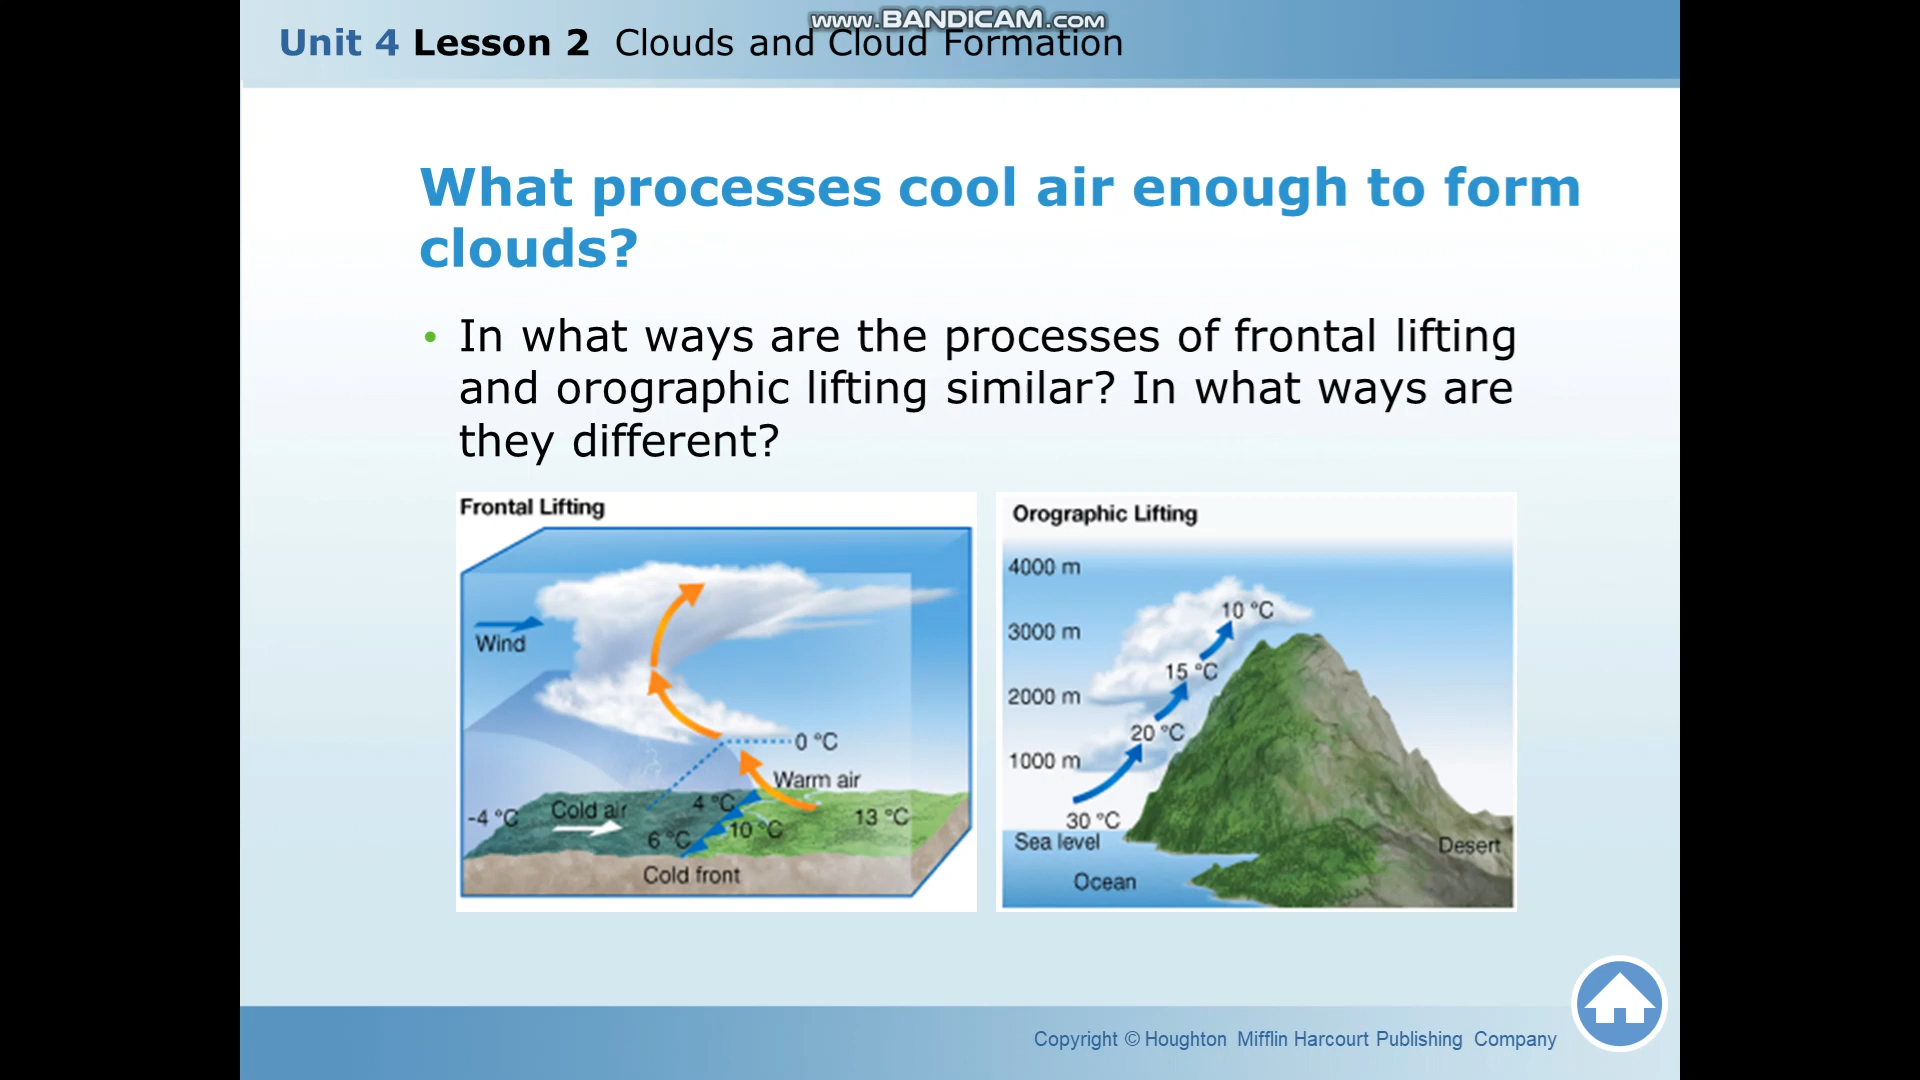 www.BANDICAM.com
Unit 4 Lesson 2 Clouds and Cloud Formation
What processes cool air enough to form
clouds?
• In what ways are the processes of frontal lifting
and orographic lifting similar? In what ways are
they different?
Frontal Lifting
Wind
0 °C
Warm air
-4 °C
Cold air
4 °C
13 °C
6 °C
10 °C
Cold front
Orographic Lifting
4000 m
10 °C
3000 m
15 °C
2000 m
20 °C
1000 m
30 °C
Sea level
Desert
Ocean
Copyright © Houghton Mifflin Harcourt Publishing Company